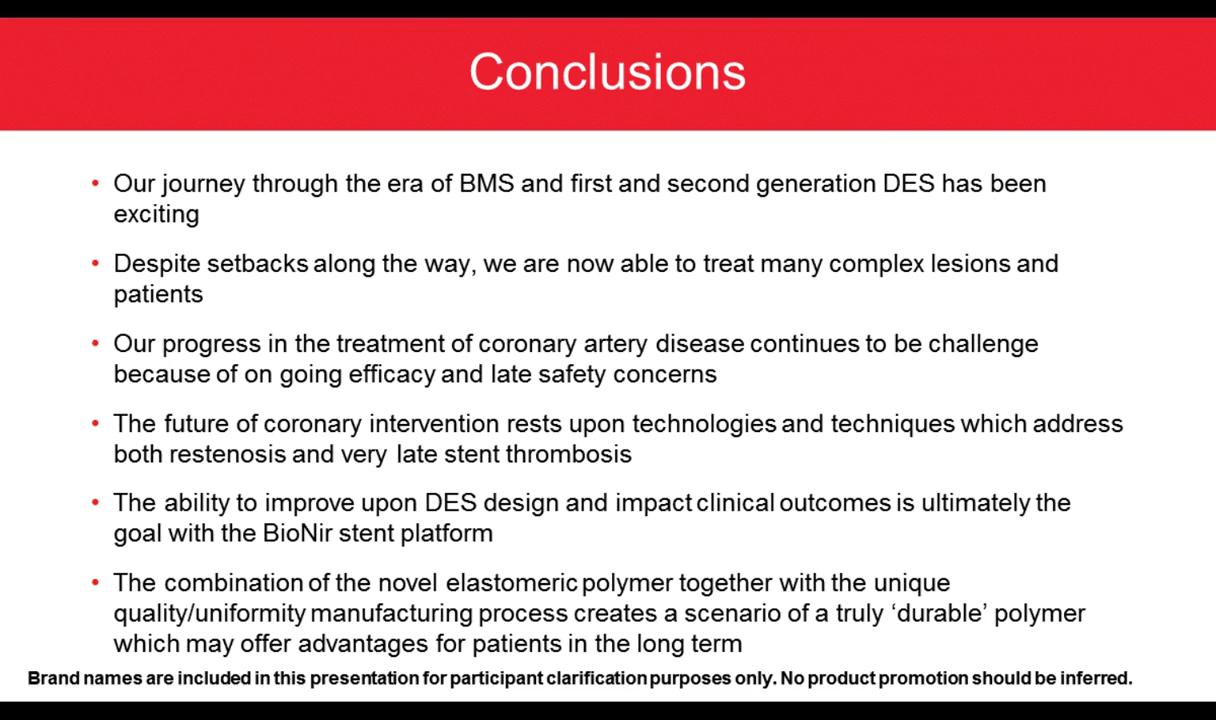 Conclusions
• Our journey through the era of BMS and first and second generation DES has been
exciting
• Despite setbacks along the way, we are now able to treat many complex lesions and
patients
• Our progress in the treatment of coronary artery disease continues to be challenge
because of on going efficacy and late safety concerns
• The future of coronary intervention rests upon technologies and techniques which address
both restenosis and very late stent thrombosis
• The ability to improve upon DES design and impact clinical outcomes is ultimately the
goal with the BioNir stent platform
• The combination of the novel elastomeric polymer together with the unique
quality/uniformity manufacturing process creates a scenario of a truly ‘durable’ polymer
which may offer advantages for patients in the long term
Brand names are included in this presentation for participant clarification purposes only. No product promotion should be inferred.